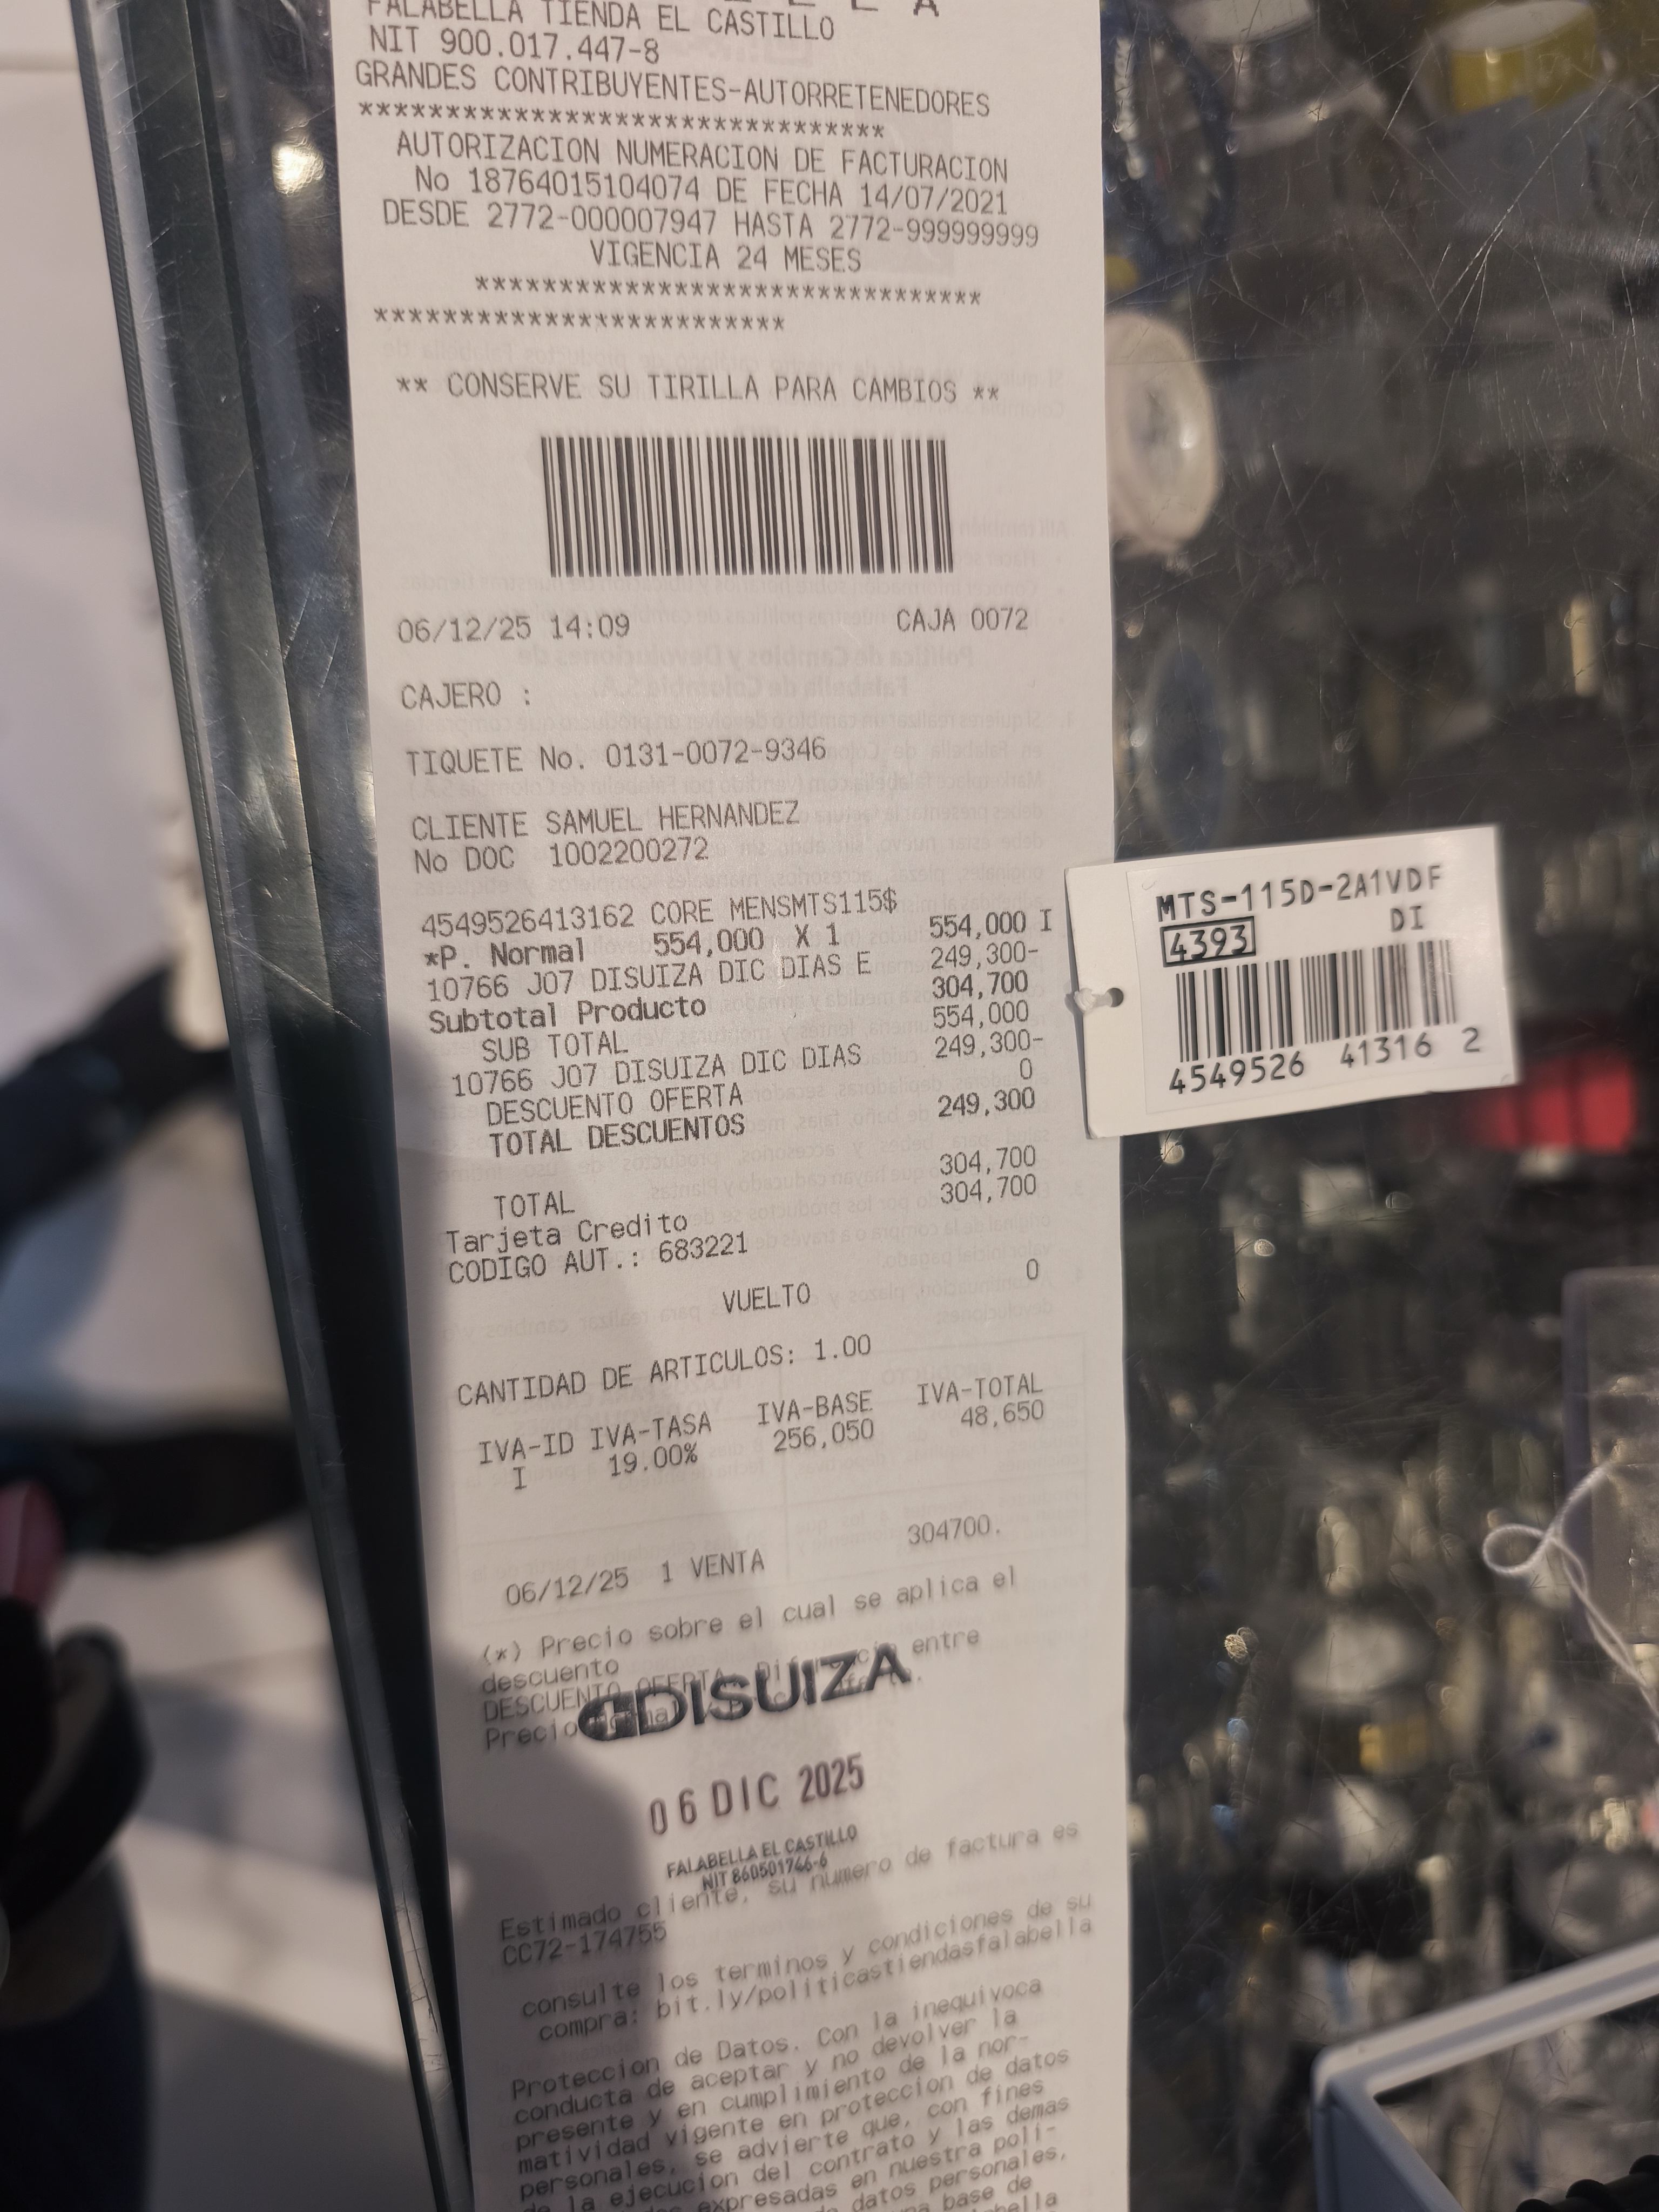 FALABELLA TIENDA EL CASTILLO
NIT 900.017.447-8
GRANDES CONTRIBUYENTES-AUTORRETENEDORES
********************************
AUTORIZACION NUMERACION DE FACTURACION
No 18764015104074 DE FECHA 14/07/2021
DESDE 2772-000007947 HASTA 2772-999999999
VIGENCIA 24 MESES
******************************
*************************
** CONSERVE SU TIRILLA PARA CAMBIOS **
06/12/25 14:09 CAJA 0072
CAJERO :
TIQUETE No. 0131-0072-9346
CLIENTE SAMUEL HERNANDEZ
No DOC 1002200272
4549526413162 CORE MENSMTS115$
*P. Normal 554,000 X 1 554,000 I
10766 J07 DISUIZA DIC DIAS E 249,300-
Subtotal Producto 304,700
SUB TOTAL 554,000
10766 J07 DISUIZA DIC DIAS 249,300-
DESCUENTO OFERTA 0
TOTAL DESCUENTOS 249,300
TOTAL 304,700
Tarjeta Credito 304,700
CODIGO AUT.: 683221
VUELTO 0
CANTIDAD DE ARTICULOS: 1.00
IVA-ID IVA-TASA IVA-BASE IVA-TOTAL
I 19.00% 256,050 48,650
06/12/25 1 VENTA 304700.
(*) Precio sobre el cual se aplica el
descuento
DESCUENTO OFERTA: entre
Precio
DISUIZA
06 DIC 2025
FALABELLA EL CASTILLO
NIT 860501746-6
Estimado cliente, su numero de factura es
CC72-174755
consulte los terminos y condiciones de su
compra: bit.ly/politicastiendasfalabella
Proteccion de Datos. Con la inequivoca
conducta de aceptar y no devolver la
presente y en cumplimiento de la nor-
matividad vigente en proteccion de datos
personales, se advierte que, con fines
de la ejecucion del contrato y las demas
expresadas en nuestra poli-
datos personales,
base de
MTS-115D-2A1VDF
4393 DI
4549526 41316 2